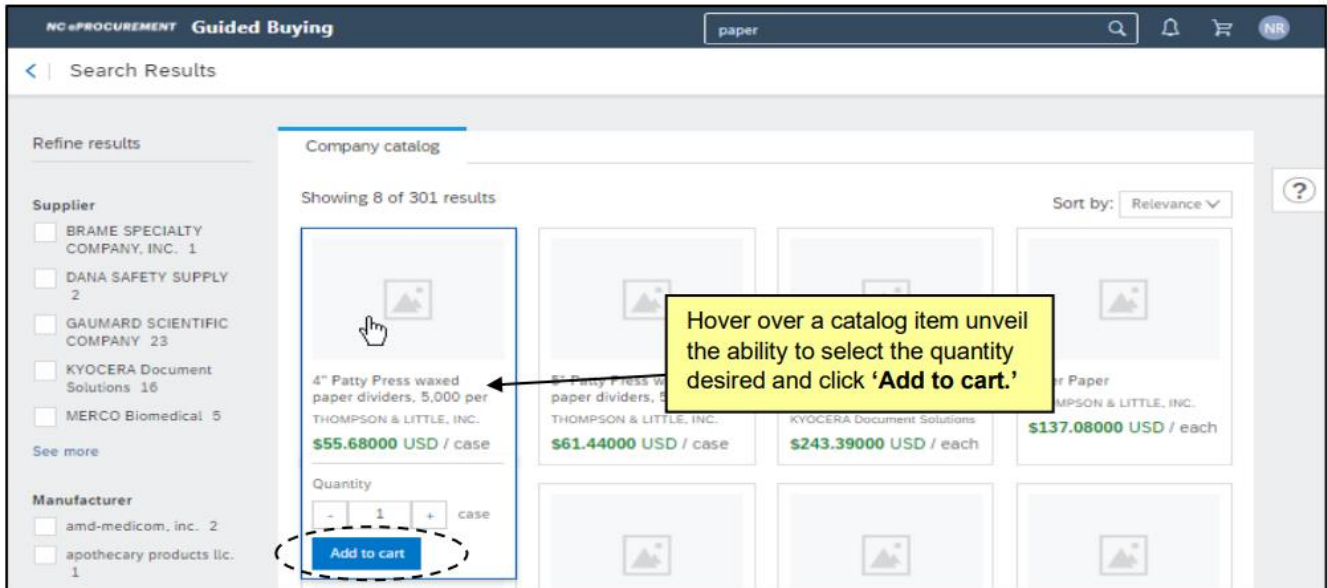 NC ePROCUREMENT Guided Buying
paper
NR
< | Search Results
Refine results
Company catalog
Showing 8 of 301 results
Sort by: Relevance
?
Supplier
BRAME SPECIALTY
COMPANY, INC. 1
DANA SAFETY SUPPLY
2
GAUMARD SCIENTIFIC
COMPANY 23
KYOCERA Document
Solutions 16
MERCO Biomedical 5
See more
Manufacturer
amd-medicom, inc. 2
apothecary products llc.
1
4" Patty Press waxed
paper dividers, 5,000 per
THOMPSON & LITTLE, INC.
$55.68000 USD / case
Quantity
- 1 + case
Add to cart
Patty Press
paper dividers,
THOMPSON & LITTLE, INC.
$61.44000 USD / case
KYOCERA Document Solutions
$243.39000 USD / each
Paper
LITTLE, INC.
$137.08000 USD / each
Hover over a catalog item unveil
the ability to select the quantity
desired and click ‘Add to cart.’